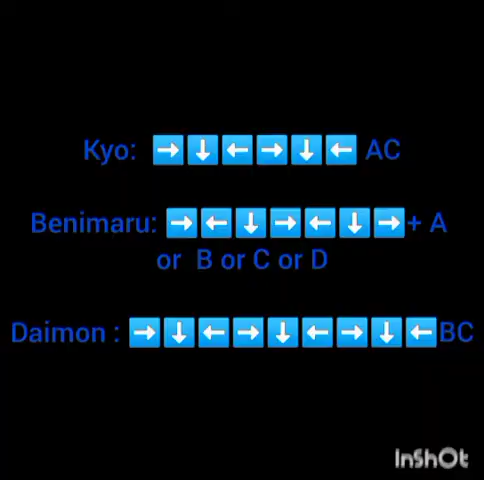 Kyo: ➡⬇⬅➡⬇⬅ AC
Benimaru: ➡⬅⬇➡⬅⬇➡+ A
or B or C or D
Daimon : ➡⬇⬅➡⬇⬅➡⬇⬅BC
InShOt